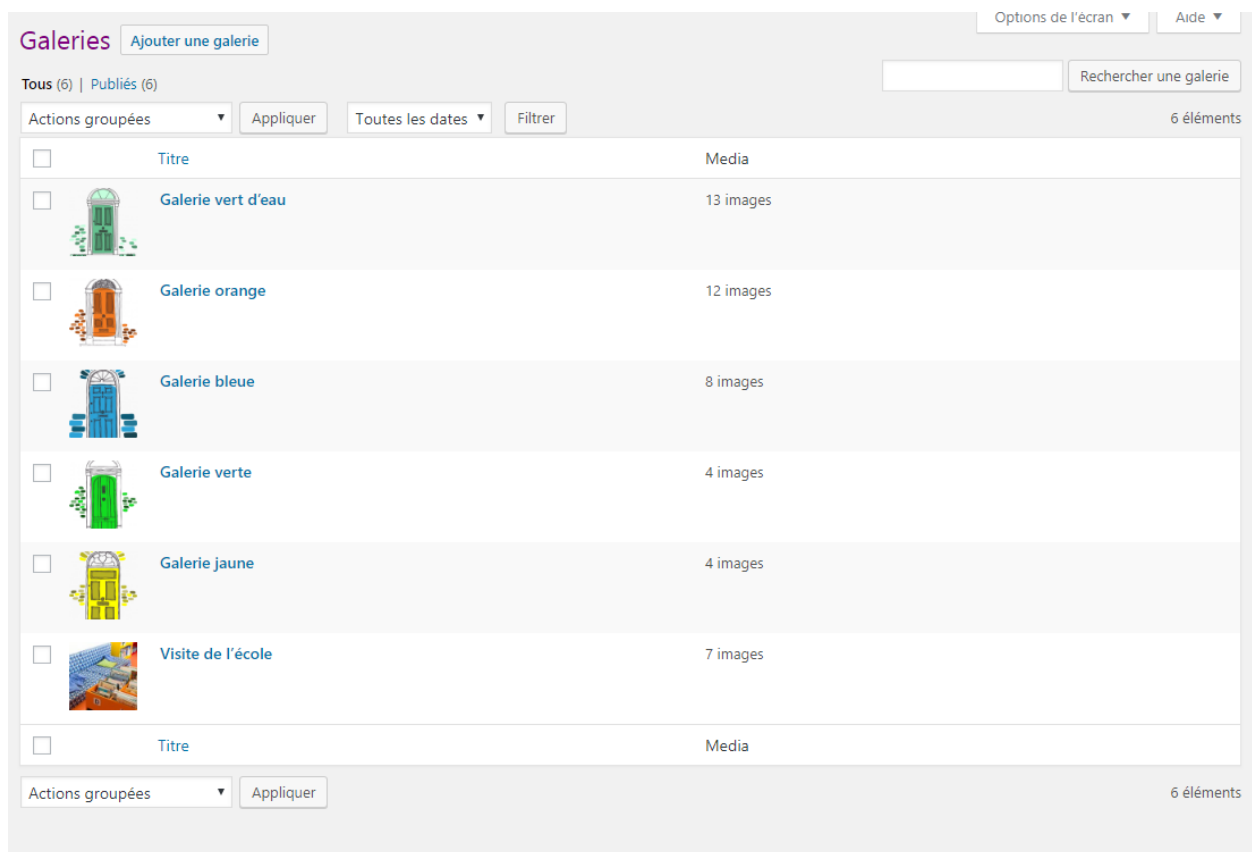 Options de l'écran ▼ Aide ▼
Galeries Ajouter une galerie
Tous (6) | Publiés (6) Rechercher une galerie
Actions groupées ▼ Appliquer Toutes les dates ▼ Filtrer 6 éléments
Titre Media
Galerie vert d’eau 13 images
Galerie orange 12 images
Galerie bleue 8 images
Galerie verte 4 images
Galerie jaune 4 images
Visite de l’école 7 images
Titre Media
Actions groupées ▼ Appliquer 6 éléments